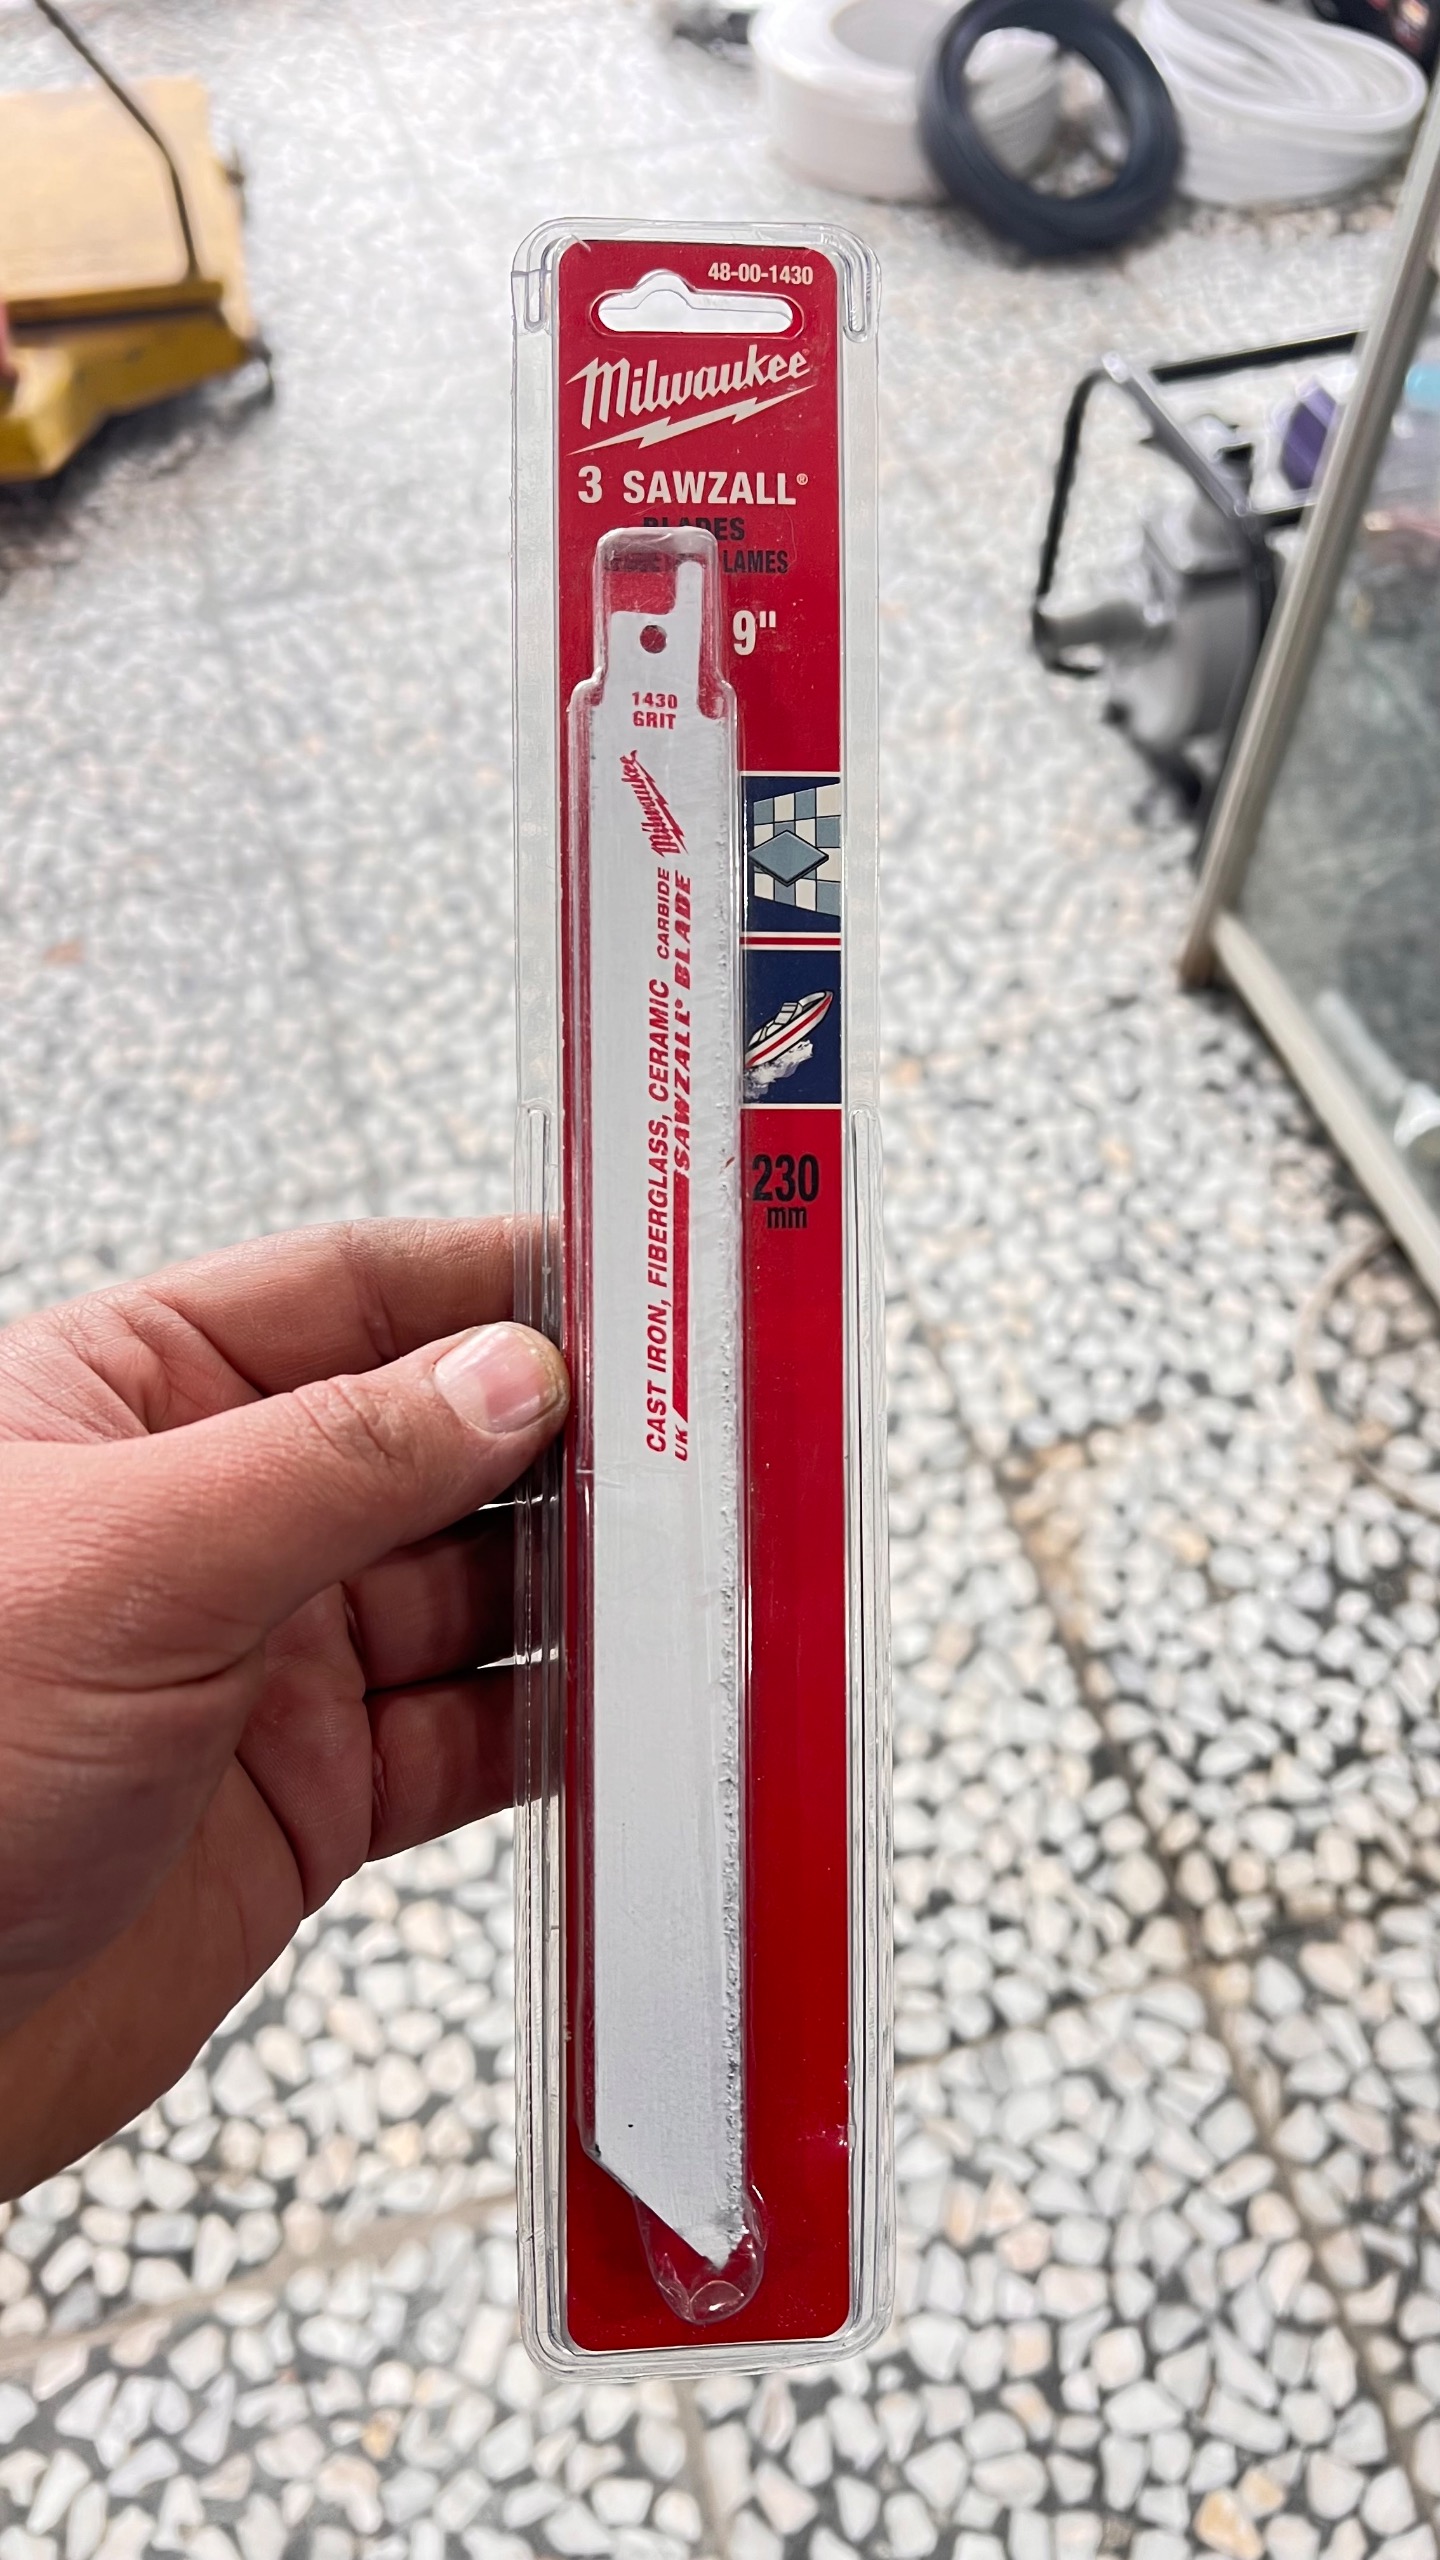 48-00-1430
Milwaukee
3 SAWZALL®
BLADES
LAMES
9"
1430
GRIT
Milwaukee
CAST IRON, FIBERGLASS, CERAMIC CARBIDE
UK SAWZALL® BLADE
230
mm